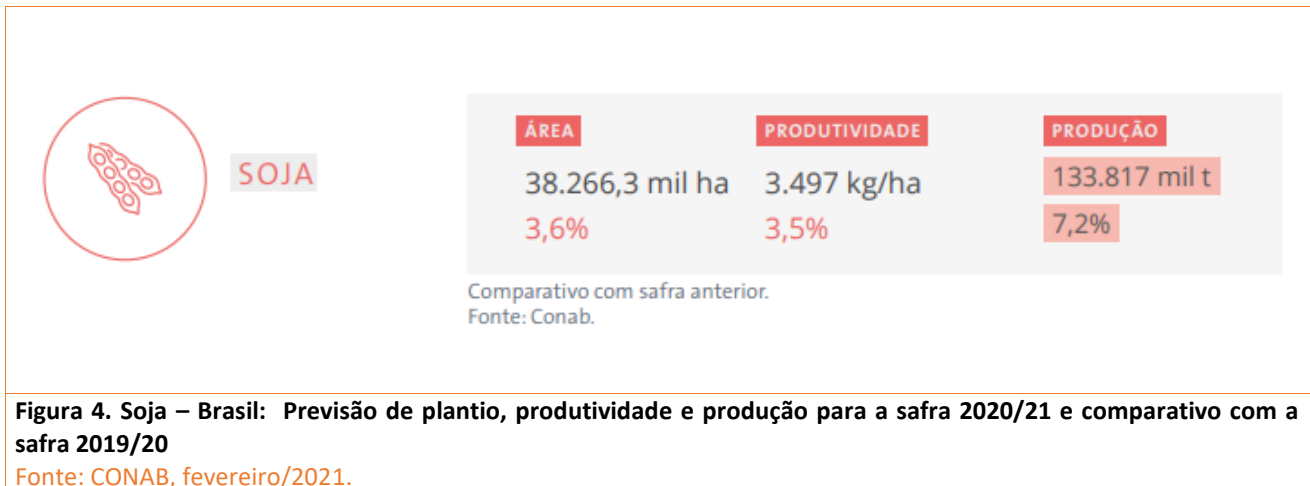 SOJA
ÁREA
38.266,3 mil ha
3,6%
PRODUTIVIDADE
3.497 kg/ha
3,5%
PRODUÇÃO
133.817 mil t
7,2%
Comparativo com safra anterior.
Fonte: Conab.
Figura 4. Soja – Brasil: Previsão de plantio, produtividade e produção para a safra 2020/21 e comparativo com a
safra 2019/20
Fonte: CONAB, fevereiro/2021.